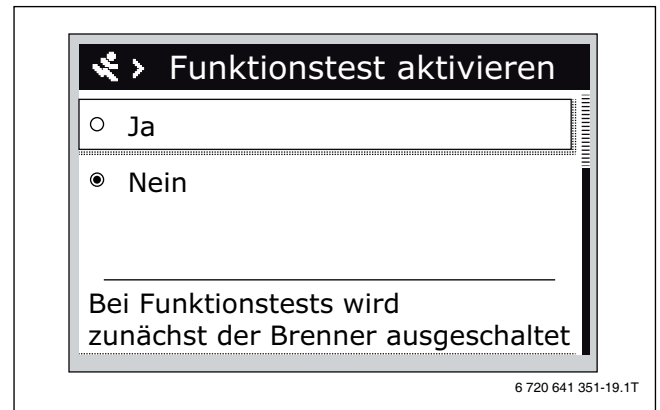 Funktionstest aktivieren
Ja
Nein
Bei Funktionstests wird
zunächst der Brenner ausgeschaltet
6 720 641 351-19.1T